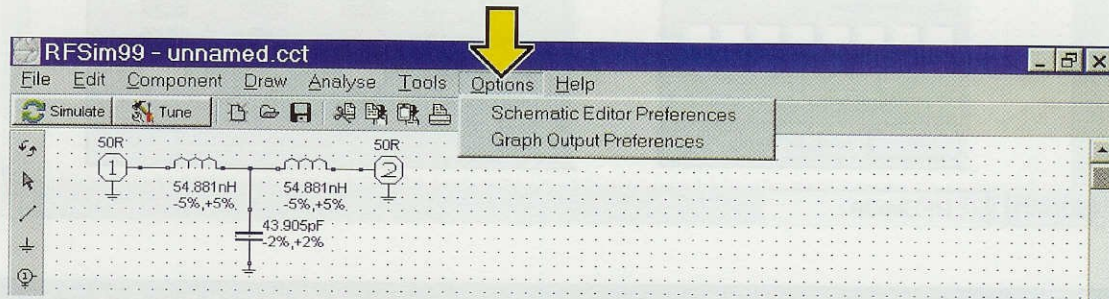 RFSim99 - unnamed.cct
File Edit Component Draw Analyse Tools Options Help
Simulate Tune
Schematic Editor Preferences
Graph Output Preferences
50R 50R
1 2
54.881nH 54.881nH
-5%,+5% -5%,+5%
43.905pF
-2%,+2%
1